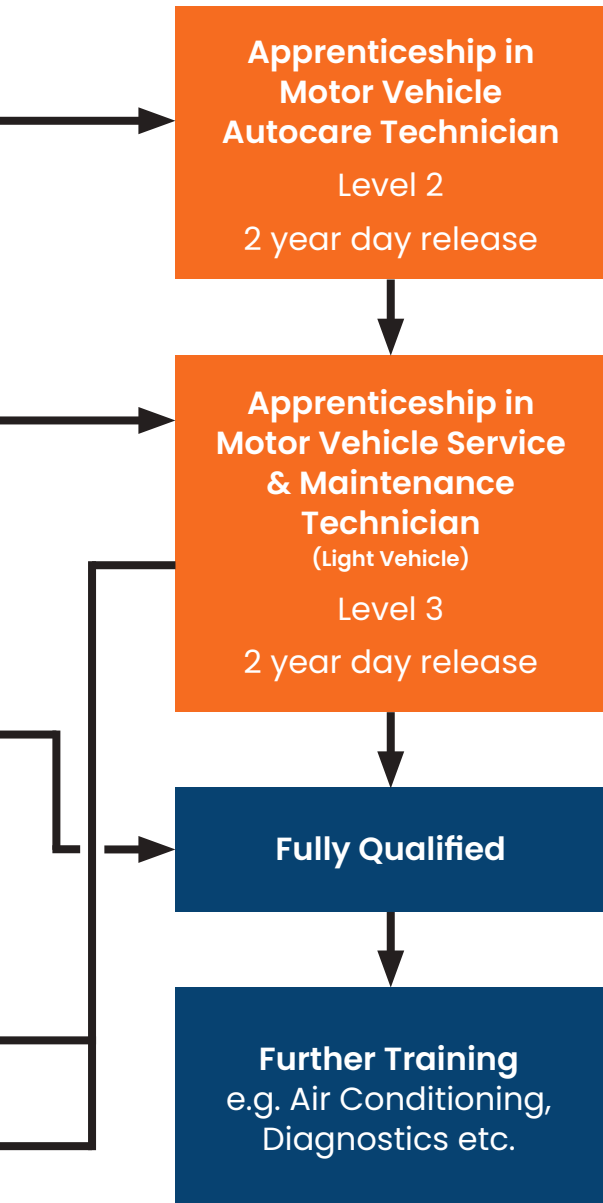 Apprenticeship in
Motor Vehicle
Autocare Technician
Level 2
2 year day release
Apprenticeship in
Motor Vehicle Service
& Maintenance
Technician
(Light Vehicle)
Level 3
2 year day release
Fully Qualified
Further Training
e.g. Air Conditioning,
Diagnostics etc.